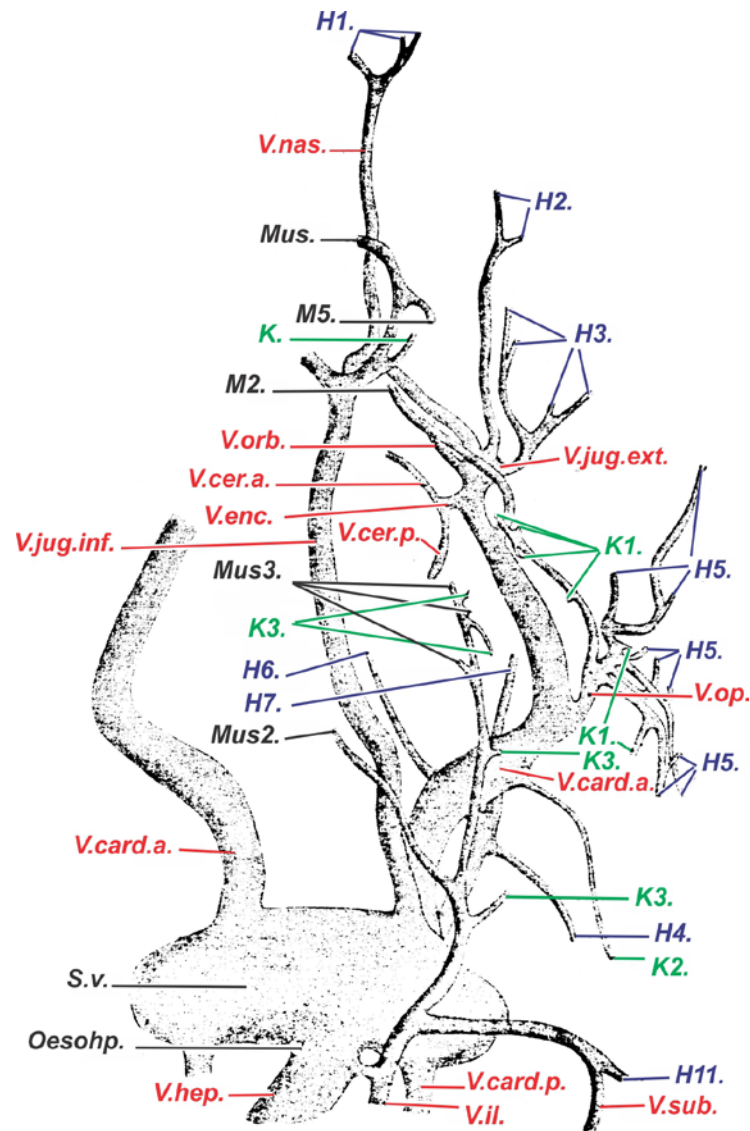 H1.
V.nas.
H2.
Mus.
M5.
K.
H3.
M2.
V.orb.
V.jug.ext.
V.cer.a.
V.enc.
V.cer.p.
V.jug.inf.
K1.
Mus3.
H5.
K3.
H6.
H5.
H7.
V.op.
Mus2.
K1.
K3.
H5.
V.card.a.
V.card.a.
K3.
H4.
K2.
S.v.
Oesohp.
H11.
V.hep.
V.card.p.
V.il.
V.sub.